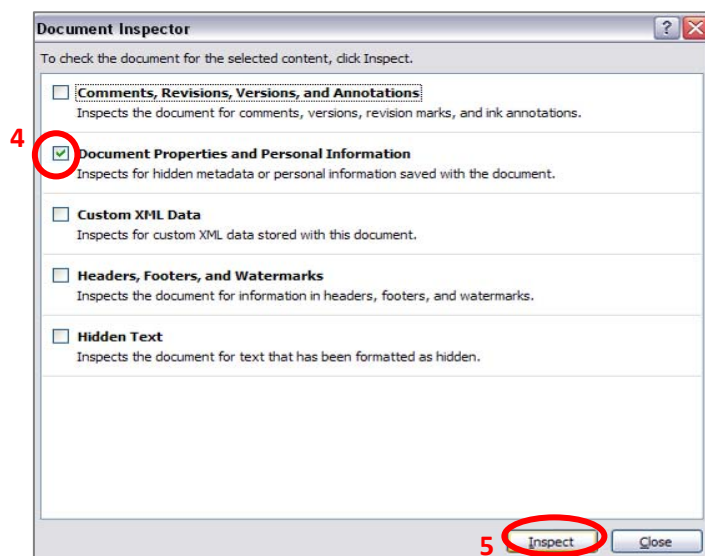 Document Inspector
To check the document for the selected content, click Inspect.
Comments, Revisions, Versions, and Annotations
Inspects the document for comments, versions, revision marks, and ink annotations.
4
Document Properties and Personal Information
Inspects for hidden metadata or personal information saved with the document.
Custom XML Data
Inspects for custom XML data stored with this document.
Headers, Footers, and Watermarks
Inspects the document for information in headers, footers, and watermarks.
Hidden Text
Inspects the document for text that has been formatted as hidden.
5 Inspect Close